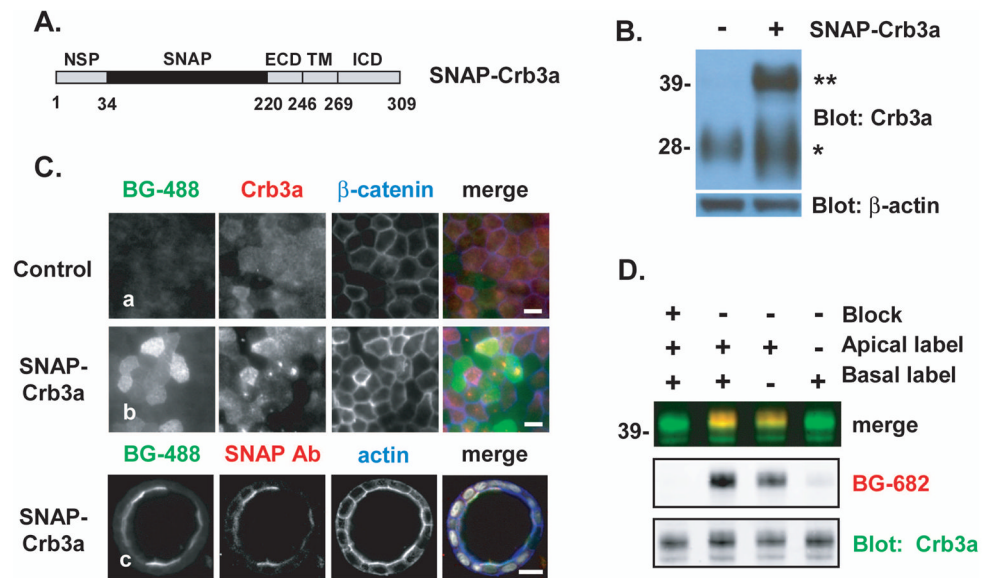 A.
NSP SNAP ECD TM ICD
SNAP-Crb3a
1 34 220 246 269 309
B.
- + SNAP-Crb3a
39- **
Blot: Crb3a
28- *
Blot: β-actin
C.
BG-488 Crb3a β-catenin merge
Control
a
SNAP-
Crb3a
b
BG-488 SNAP Ab actin merge
SNAP-
Crb3a
c
D.
+ - - - Block
+ + + - Apical label
+ + - + Basal label
39- merge
BG-682
Blot: Crb3a